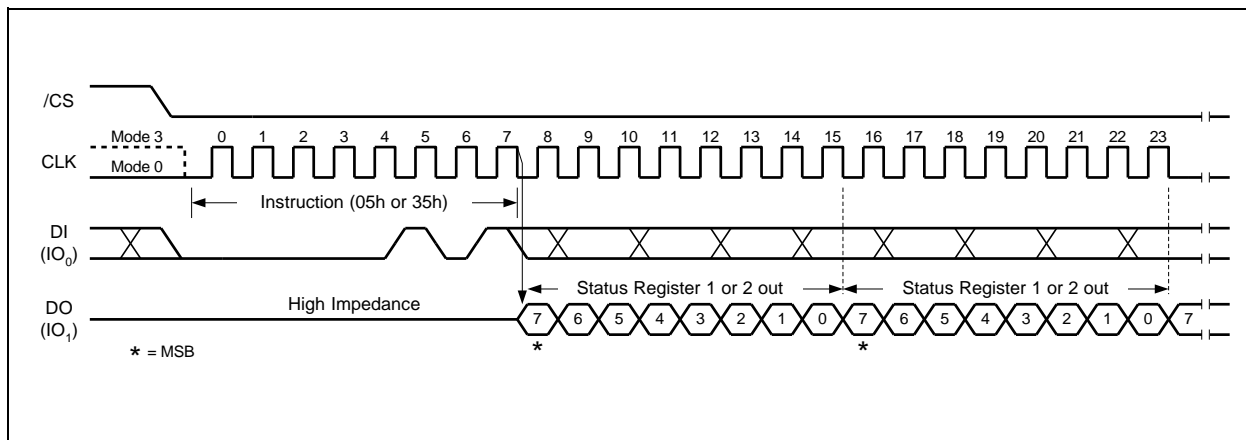 /CS
Mode 3 0 1 2 3 4 5 6 7 8 9 10 11 12 13 14 15 16 17 18 19 20 21 22 23
CLK
Mode 0
Instruction (05h or 35h)
DI
(IO0)
Status Register 1 or 2 out Status Register 1 or 2 out
DO High Impedance
(IO1)
7 6 5 4 3 2 1 0 7 6 5 4 3 2 1 0 7
* *
* = MSB